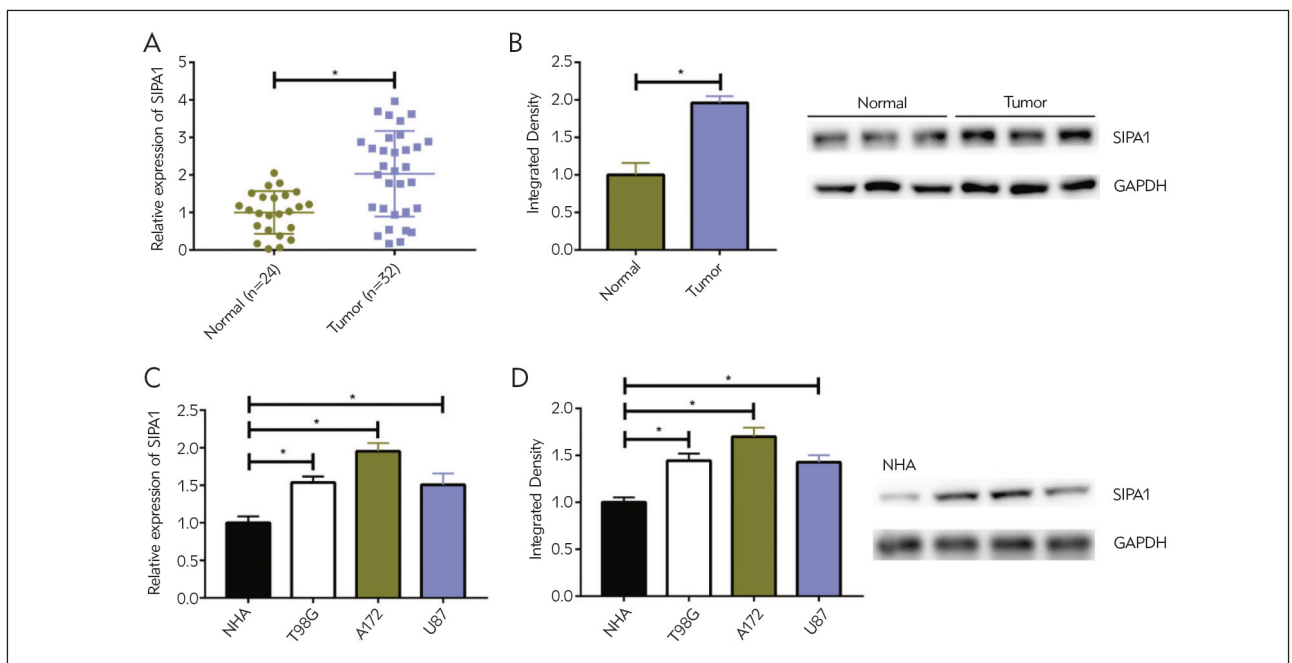 A
Relative expression of SIPA1
5
4
3
2
1
0
*
Normal (n=24)
Tumor (n=32)
B
Integrated Density
2.5
2.0
1.5
1.0
0.5
0.0
*
Normal
Tumor
Normal Tumor
SIPA1
GAPDH
C
Relative expression of SIPA1
2.5
2.0
1.5
1.0
0.5
0.0
*
*
*
NHA
T98G
A172
U87
D
Integrated Density
2.0
1.5
1.0
0.5
0.0
*
*
*
NHA
T98G
A172
U87
NHA
SIPA1
GAPDH